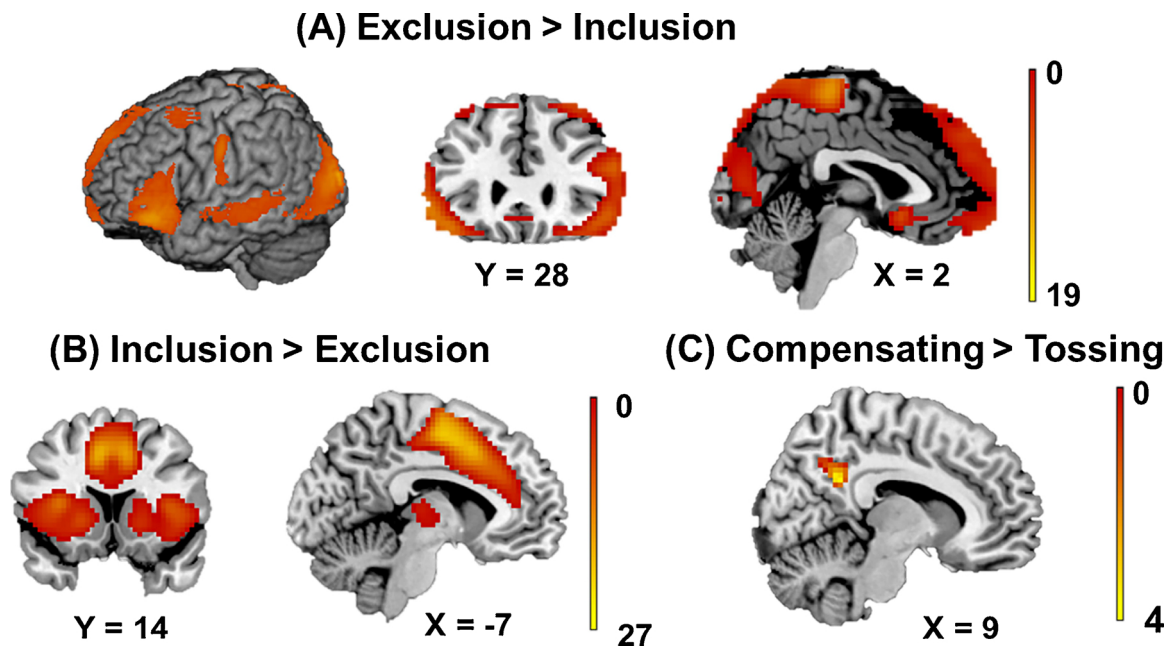 (A) Exclusion > Inclusion
0
Y = 28
X = 2
19
(B) Inclusion > Exclusion
(C) Compensating > Tossing
0
0
Y = 14
X = -7
27
X = 9
4